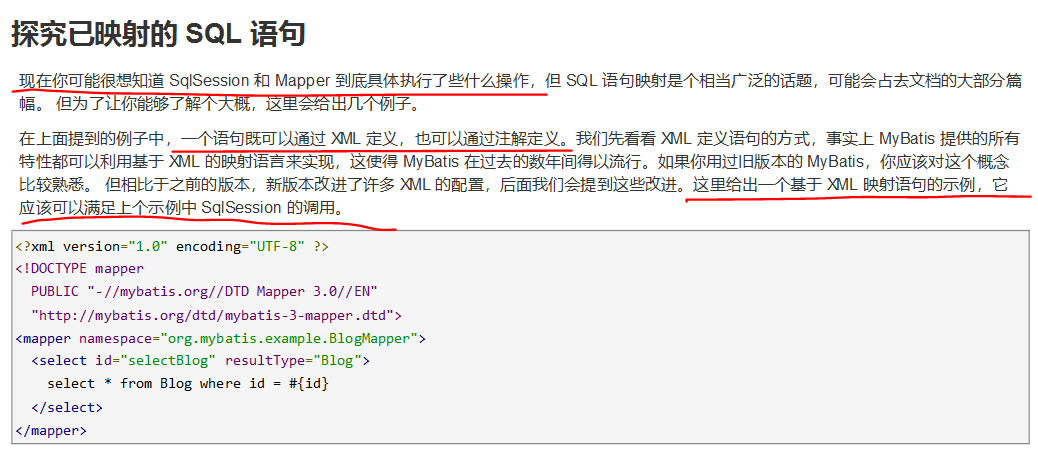 探究已映射的 SQL 语句
现在你可能很想知道 SqlSession 和 Mapper 到底具体执行了些什么操作，但 SQL 语句映射是个相当广泛的话题，可能会占去文档的大部分篇
幅。 但为了让你能够了解个大概，这里会给出几个例子。
在上面提到的例子中，一个语句既可以通过 XML 定义，也可以通过注解定义。我们先看看 XML 定义语句的方式，事实上 MyBatis 提供的所有
特性都可以利用基于 XML 的映射语言来实现，这使得 MyBatis 在过去的数年间得以流行。如果你用过旧版本的 MyBatis，你应该对这个概念
比较熟悉。 但相比于之前的版本，新版本改进了许多 XML 的配置，后面我们会提到这些改进。这里给出一个基于 XML 映射语句的示例，它
应该可以满足上个示例中 SqlSession 的调用。
<?xml version="1.0" encoding="UTF-8" ?>
<!DOCTYPE mapper
  PUBLIC "-//mybatis.org//DTD Mapper 3.0//EN"
  "http://mybatis.org/dtd/mybatis-3-mapper.dtd">
<mapper namespace="org.mybatis.example.BlogMapper">
  <select id="selectBlog" resultType="Blog">
    select * from Blog where id = #{id}
  </select>
</mapper>